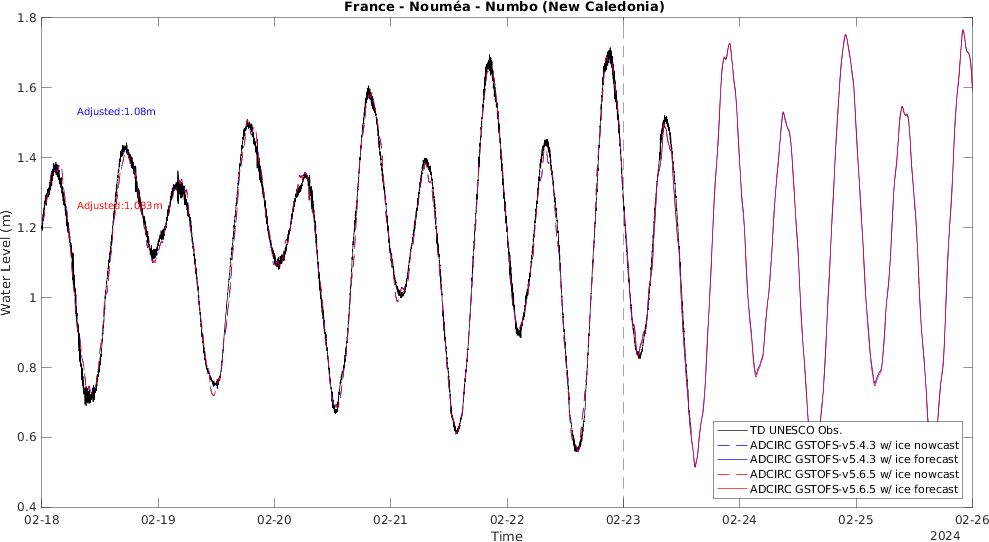 France - Nouméa - Numbo (New Caledonia)
1.8
1.6
1.4
1.2
1
0.8
0.6
0.4
Water Level (m)
Adjusted:1.08m
Adjusted:1.083m
TD UNESCO Obs.
ADCIRC GSTOFS-v5.4.3 w/ ice nowcast
ADCIRC GSTOFS-v5.4.3 w/ ice forecast
ADCIRC GSTOFS-v5.6.5 w/ ice nowcast
ADCIRC GSTOFS-v5.6.5 w/ ice forecast
02-18 02-19 02-20 02-21 02-22 02-23 02-24 02-25 02-26
Time
2024